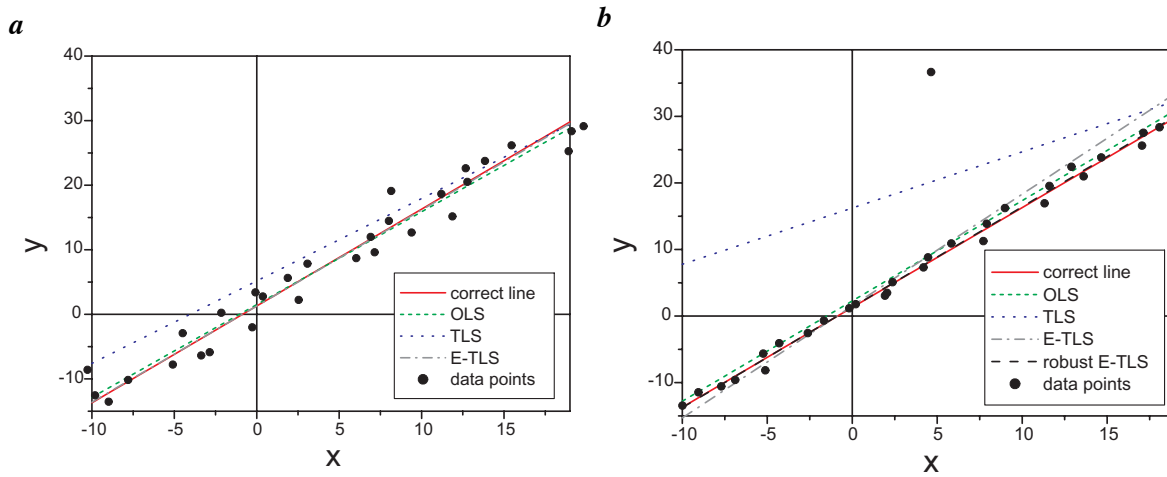 a
40
30
20
10
0
-10
y
-10 -5 0 5 10 15
x
correct line
OLS
TLS
E-TLS
data points
b
40
30
20
10
0
-10
y
-10 -5 0 5 10 15
x
correct line
OLS
TLS
E-TLS
robust E-TLS
data points